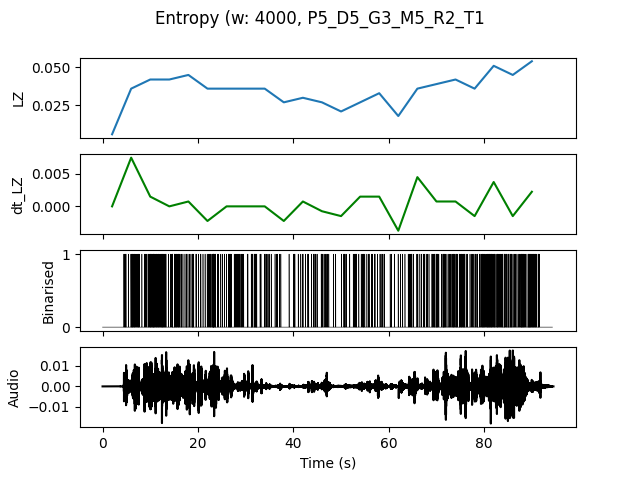 Entropy (w: 4000, P5_D5_G3_M5_R2_T1
0.050
0.025
LZ
0.005
0.000
dt_LZ
1
0
Binarised
0.01
0.00
−0.01
Audio
0 20 40 60 80
Time (s)